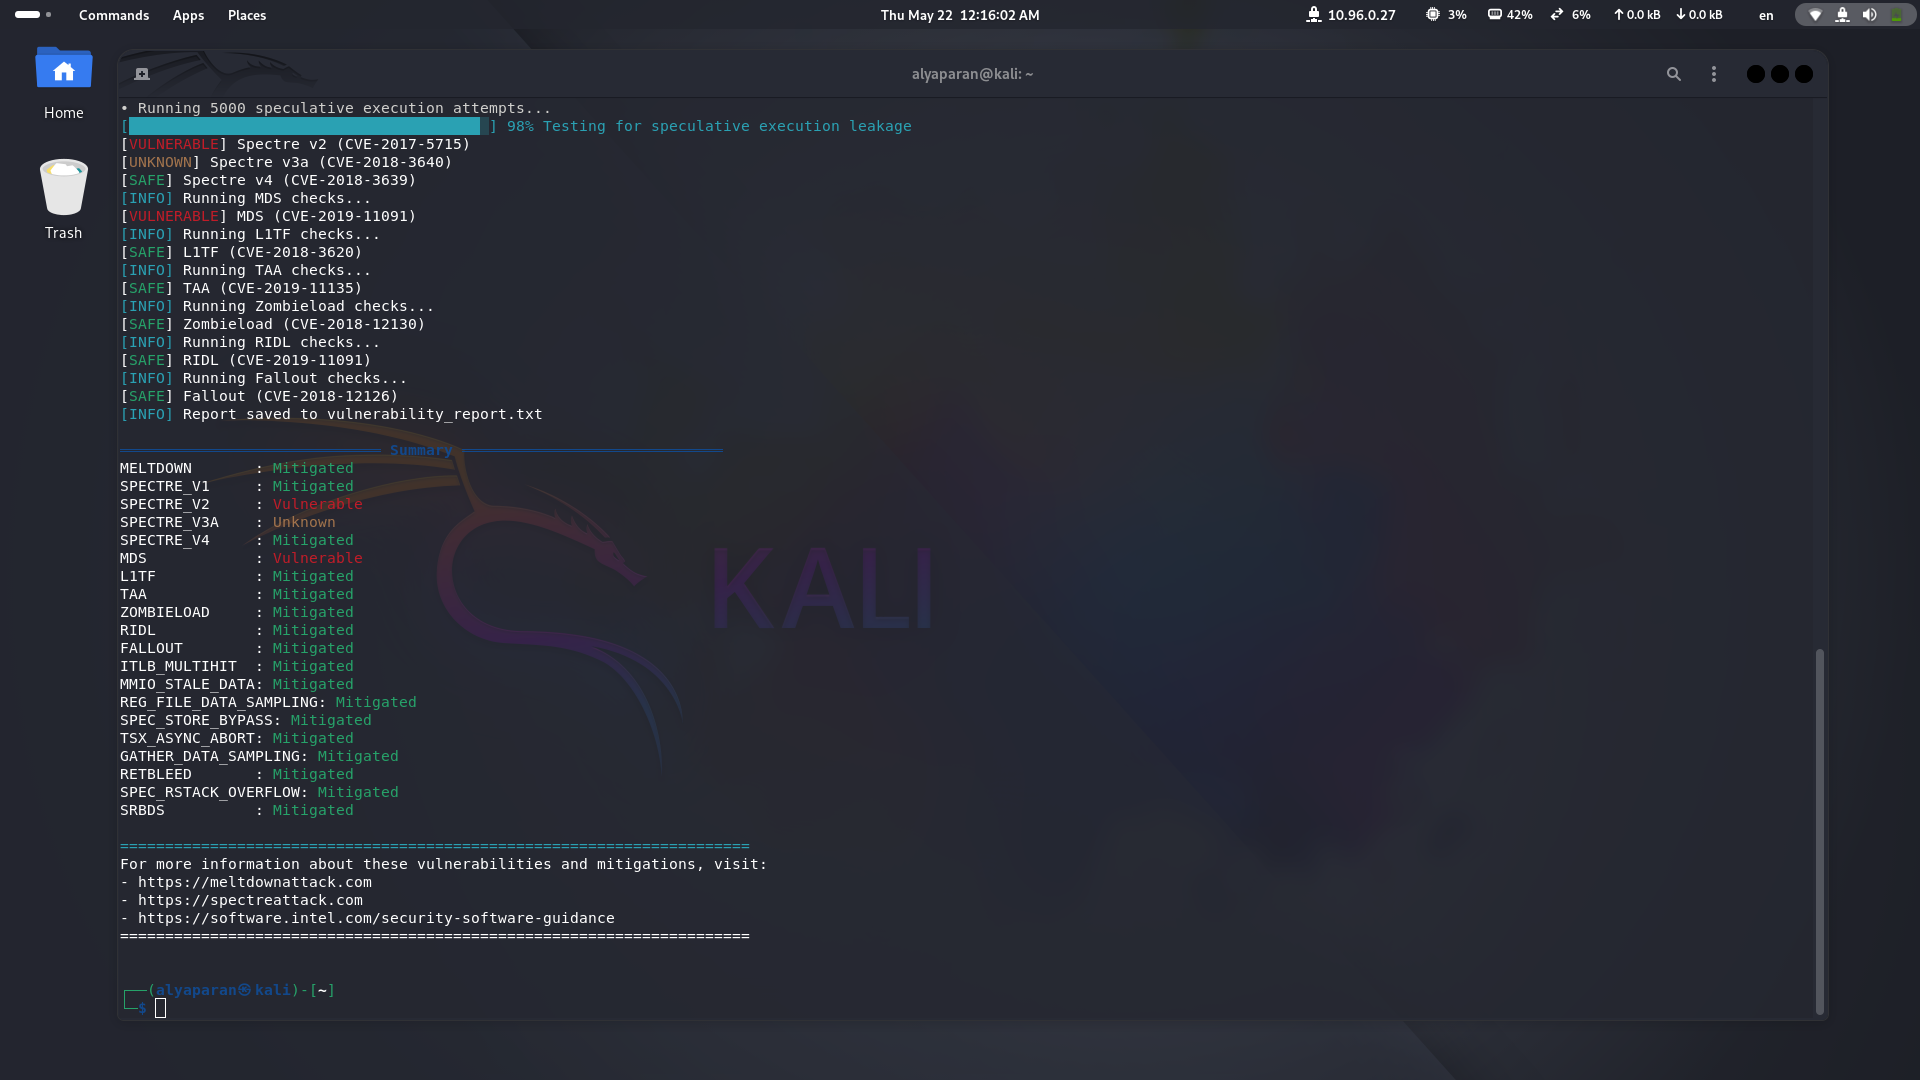 Commands Apps Places Thu May 22 12:16:02 AM 10.96.0.27 3% 42% 6% 0.0 kB 0.0 kB en
Home
Trash
alyaparan@kali: ~
• Running 5000 speculative execution attempts...
[ ] 98% Testing for speculative execution leakage
[VULNERABLE] Spectre v2 (CVE-2017-5715)
[UNKNOWN] Spectre v3a (CVE-2018-3640)
[SAFE] Spectre v4 (CVE-2018-3639)
[INFO] Running MDS checks...
[VULNERABLE] MDS (CVE-2019-11091)
[INFO] Running L1TF checks...
[SAFE] L1TF (CVE-2018-3620)
[INFO] Running TAA checks...
[SAFE] TAA (CVE-2019-11135)
[INFO] Running Zombieload checks...
[SAFE] Zombieload (CVE-2018-12130)
[INFO] Running RIDL checks...
[SAFE] RIDL (CVE-2019-11091)
[INFO] Running Fallout checks...
[SAFE] Fallout (CVE-2018-12126)
[INFO] Report saved to vulnerability_report.txt
═════════════════════════════ Summary ═════════════════════════════
MELTDOWN       : Mitigated
SPECTRE_V1     : Mitigated
SPECTRE_V2     : Vulnerable
SPECTRE_V3A    : Unknown
SPECTRE_V4     : Mitigated
MDS            : Vulnerable
L1TF           : Mitigated
TAA            : Mitigated
ZOMBIELOAD     : Mitigated
RIDL           : Mitigated
FALLOUT        : Mitigated
ITLB_MULTIHIT  : Mitigated
MMIO_STALE_DATA: Mitigated
REG_FILE_DATA_SAMPLING: Mitigated
SPEC_STORE_BYPASS: Mitigated
TSX_ASYNC_ABORT: Mitigated
GATHER_DATA_SAMPLING: Mitigated
RETBLEED       : Mitigated
SPEC_RSTACK_OVERFLOW: Mitigated
SRBDS          : Mitigated
KALI
======================================================================
For more information about these vulnerabilities and mitigations, visit:
- https://meltdownattack.com
- https://spectreattack.com
- https://software.intel.com/security-software-guidance
======================================================================
┌──(alyaparan㉿kali)-[~]
└─$